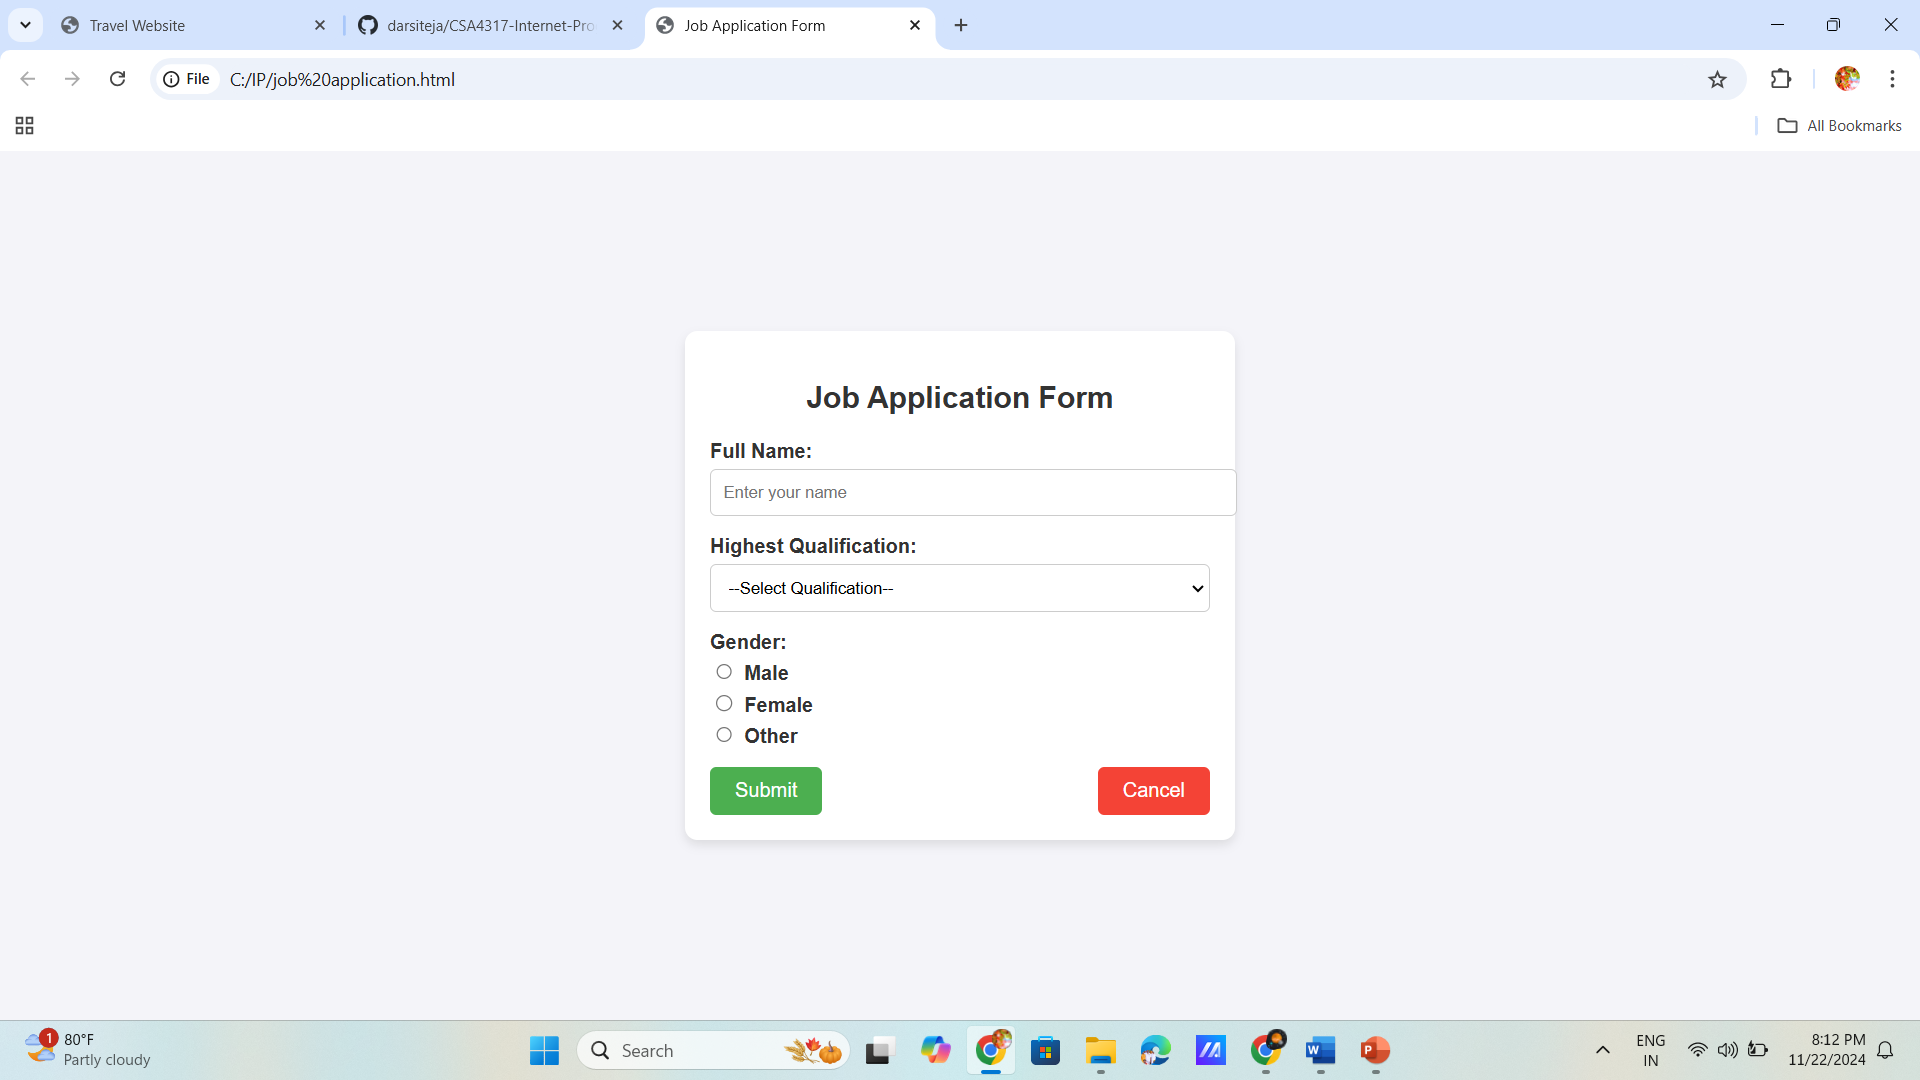 Travel Website
darsiteja/CSA4317-Internet-Pro
Job Application Form
File
C:/IP/job%20application.html
All Bookmarks
Job Application Form
Full Name:
Enter your name
Highest Qualification:
--Select Qualification--
Gender:
Male
Female
Other
Submit
Cancel
1
80°F
Partly cloudy
Search
W
P
ENG
IN
8:12 PM
11/22/2024